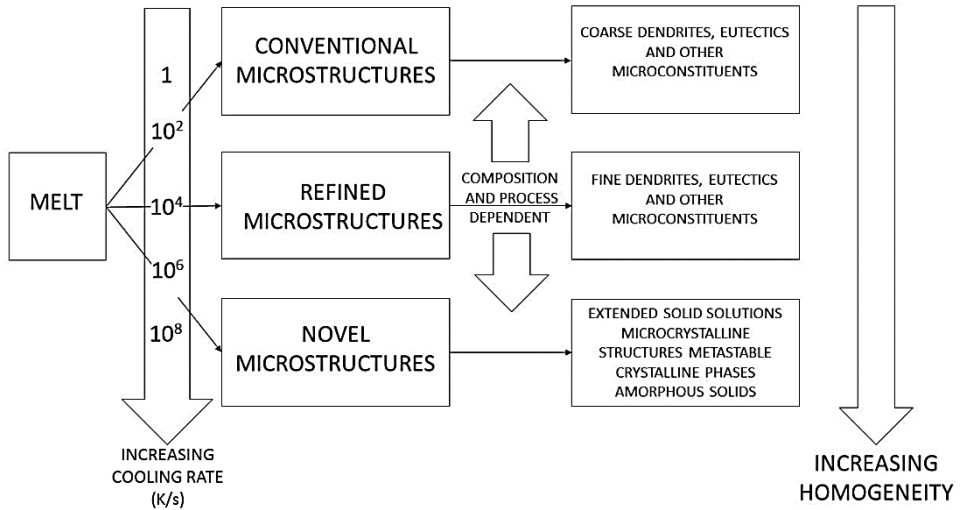 MELT
1
10²
10⁴
10⁶
10⁸
INCREASING
COOLING RATE
(K/s)
CONVENTIONAL
MICROSTRUCTURES
REFINED
MICROSTRUCTURES
NOVEL
MICROSTRUCTURES
COMPOSITION
AND PROCESS
DEPENDENT
COARSE DENDRITES, EUTECTICS
AND OTHER
MICROCONSTITUENTS
FINE DENDRITES, EUTECTICS
AND OTHER
MICROCONSTITUENTS
EXTENDED SOLID SOLUTIONS
MICROCRYSTALLINE
STRUCTURES METASTABLE
CRYSTALLINE PHASES
AMORPHOUS SOLIDS
INCREASING
HOMOGENEITY